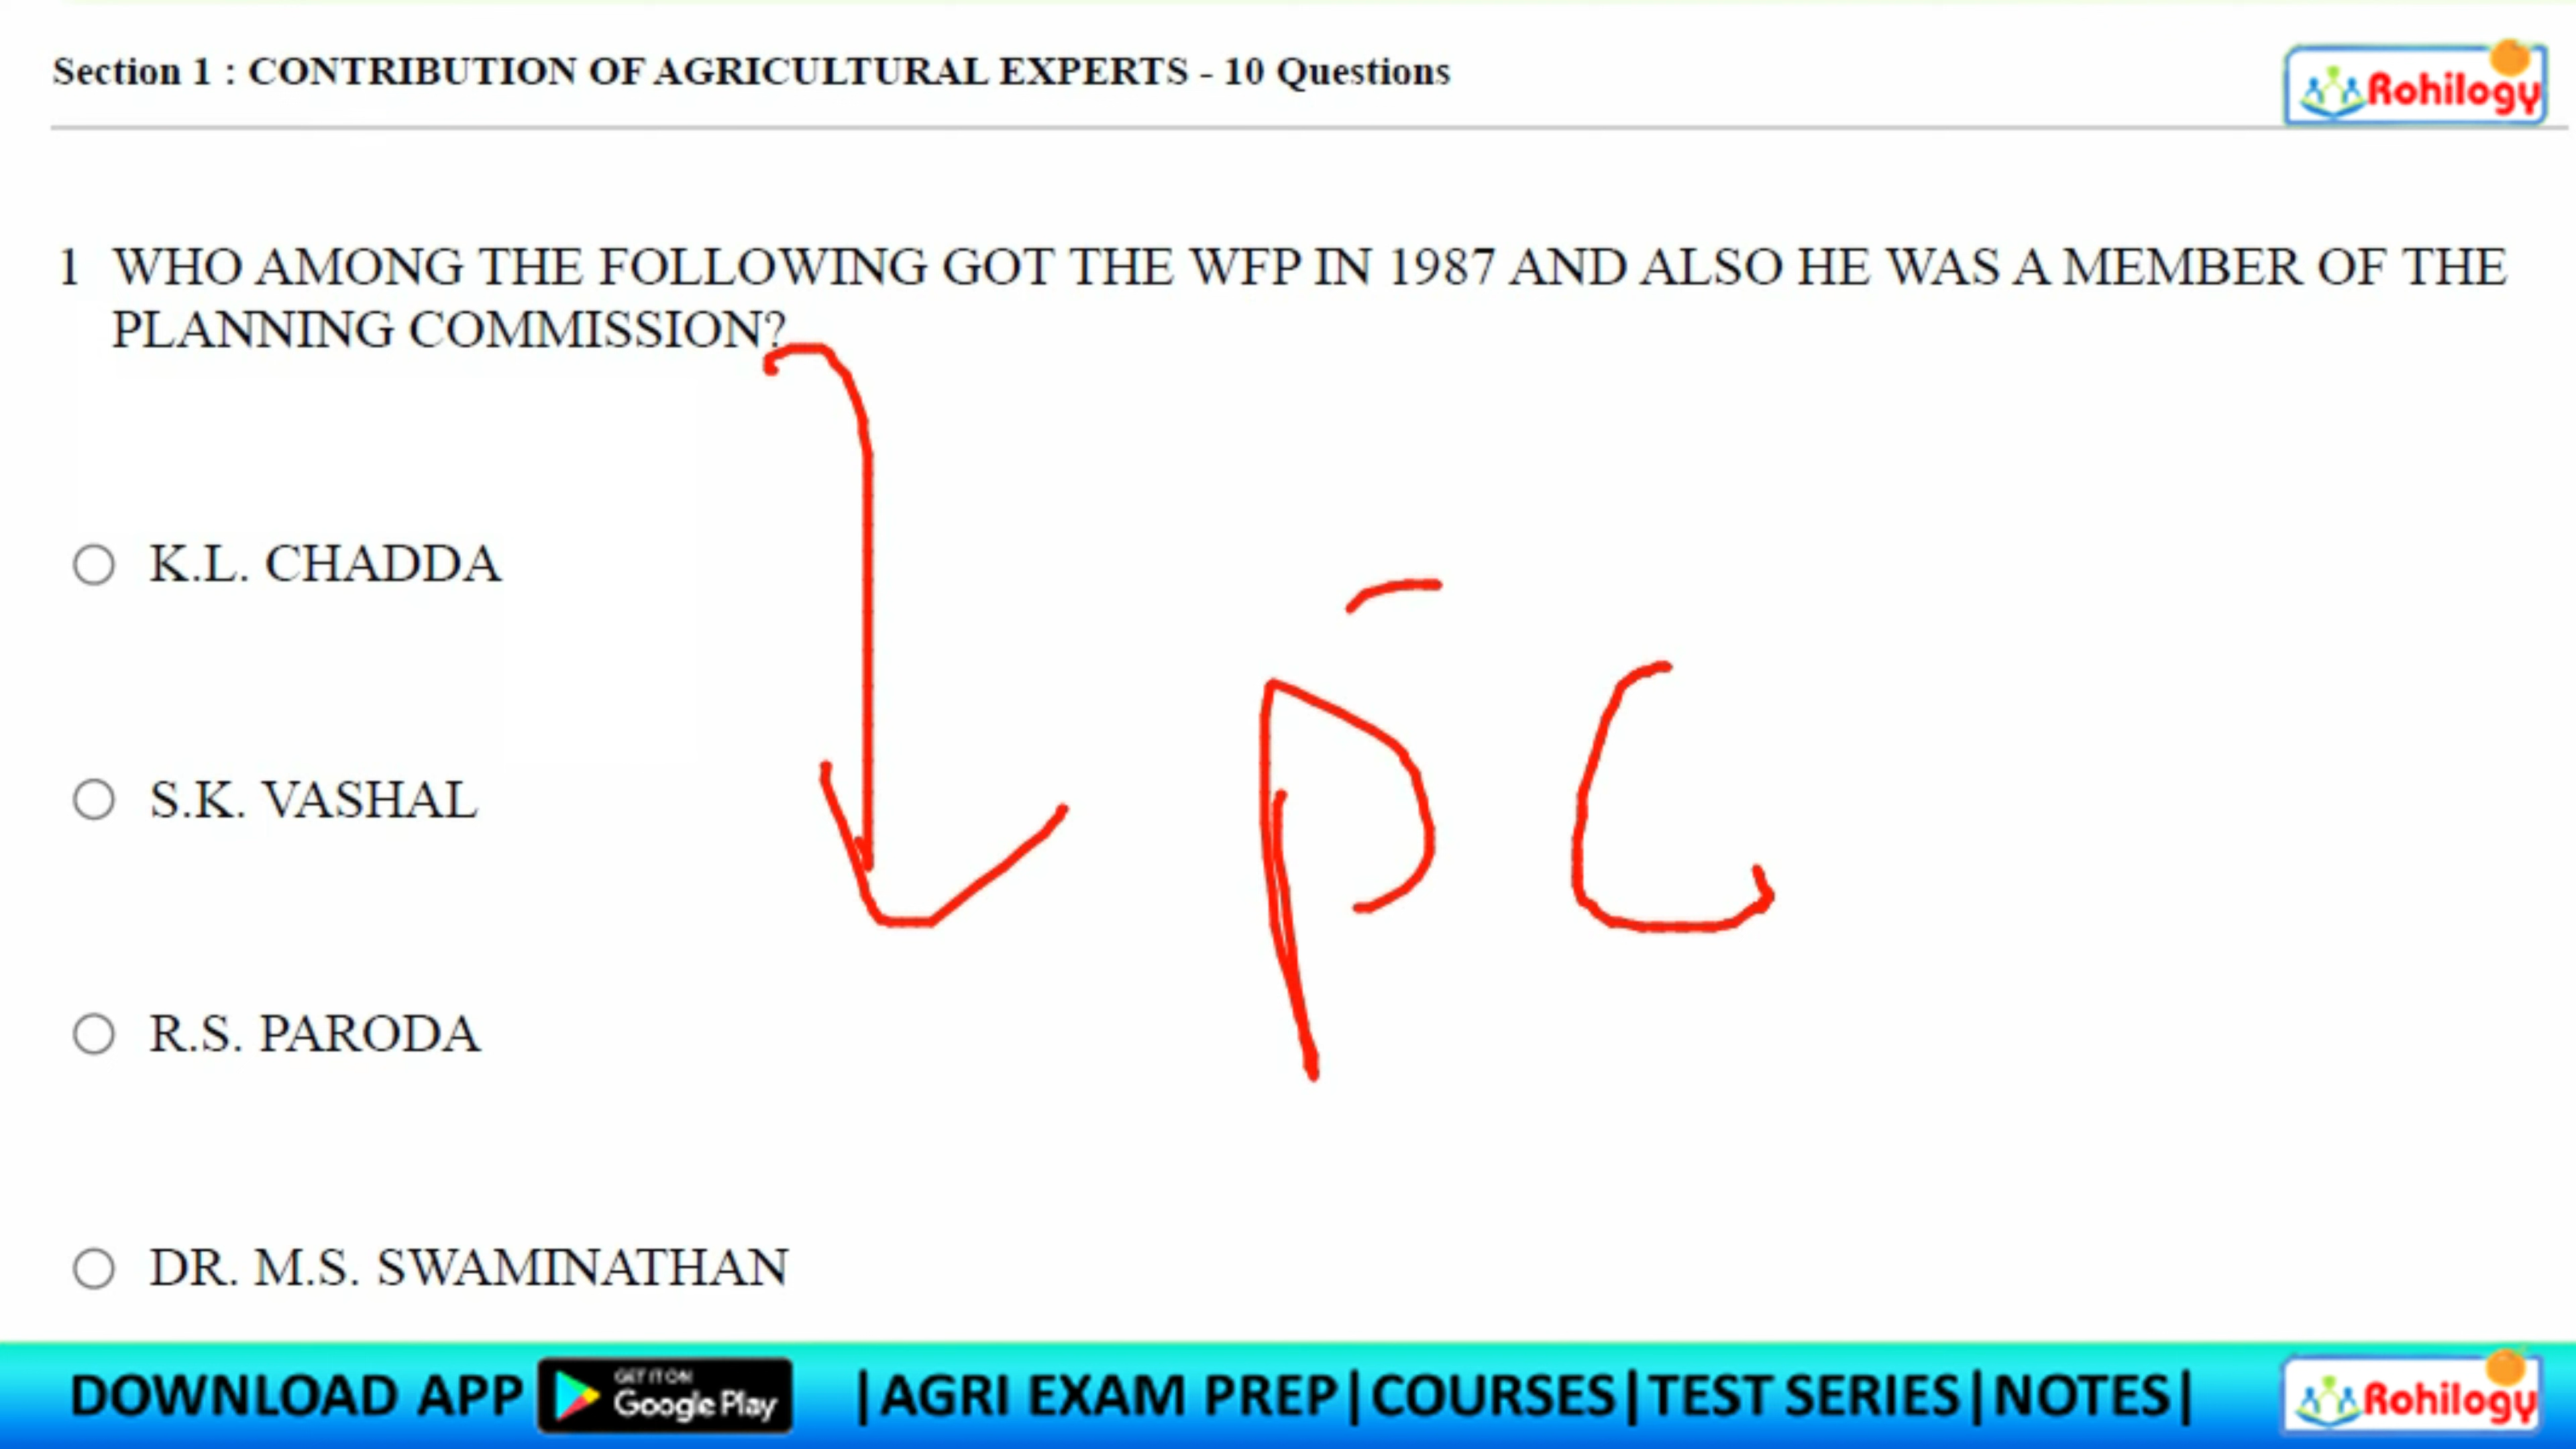 Section 1 : CONTRIBUTION OF AGRICULTURAL EXPERTS - 10 Questions
Rohilogy
1 WHO AMONG THE FOLLOWING GOT THE WFP IN 1987 AND ALSO HE WAS A MEMBER OF THE
PLANNING COMMISSION?
K.L. CHADDA
S.K. VASHAL
PC
R.S. PARODA
DR. M.S. SWAMINATHAN
DOWNLOAD APP GET IT ON Google Play |AGRI EXAM PREP|COURSES|TEST SERIES|NOTES| Rohilogy